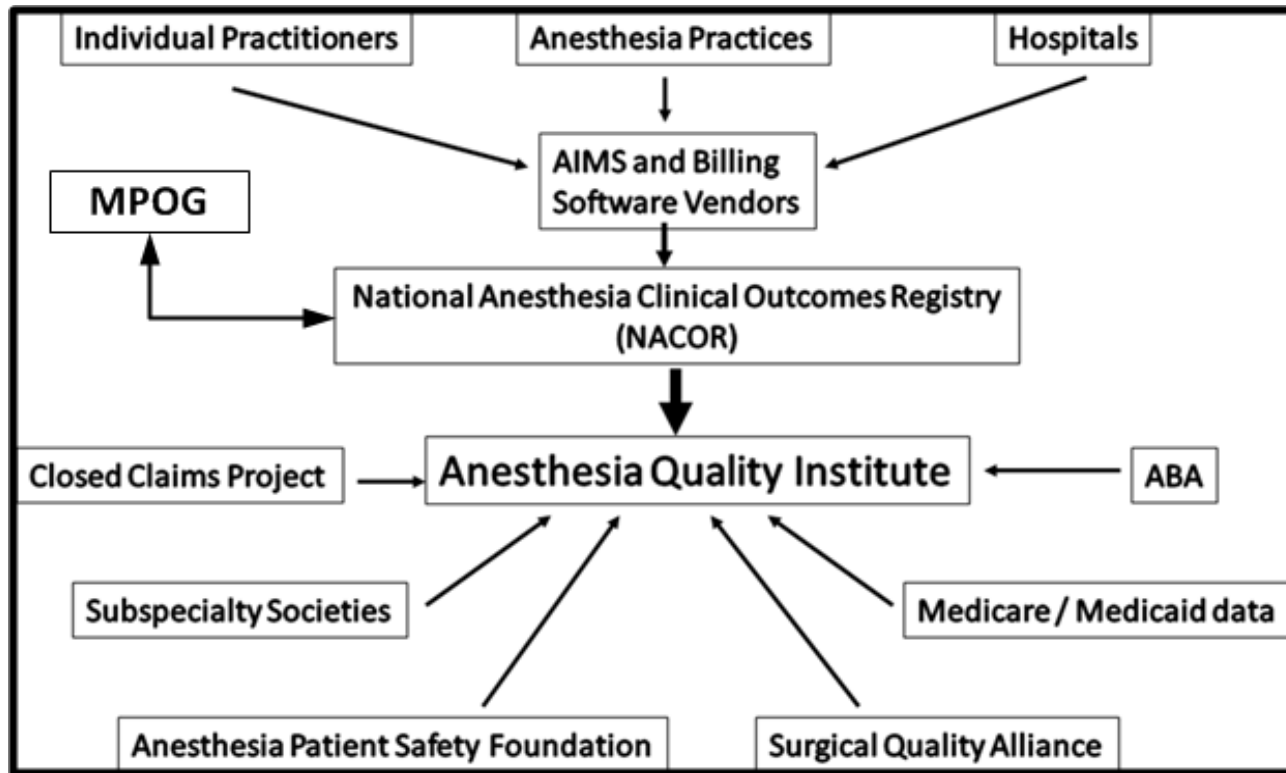 Individual Practitioners
Anesthesia Practices
Hospitals
AIMS and Billing
Software Vendors
MPOG
National Anesthesia Clinical Outcomes Registry
(NACOR)
Closed Claims Project
Anesthesia Quality Institute
ABA
Subspecialty Societies
Medicare / Medicaid data
Anesthesia Patient Safety Foundation
Surgical Quality Alliance